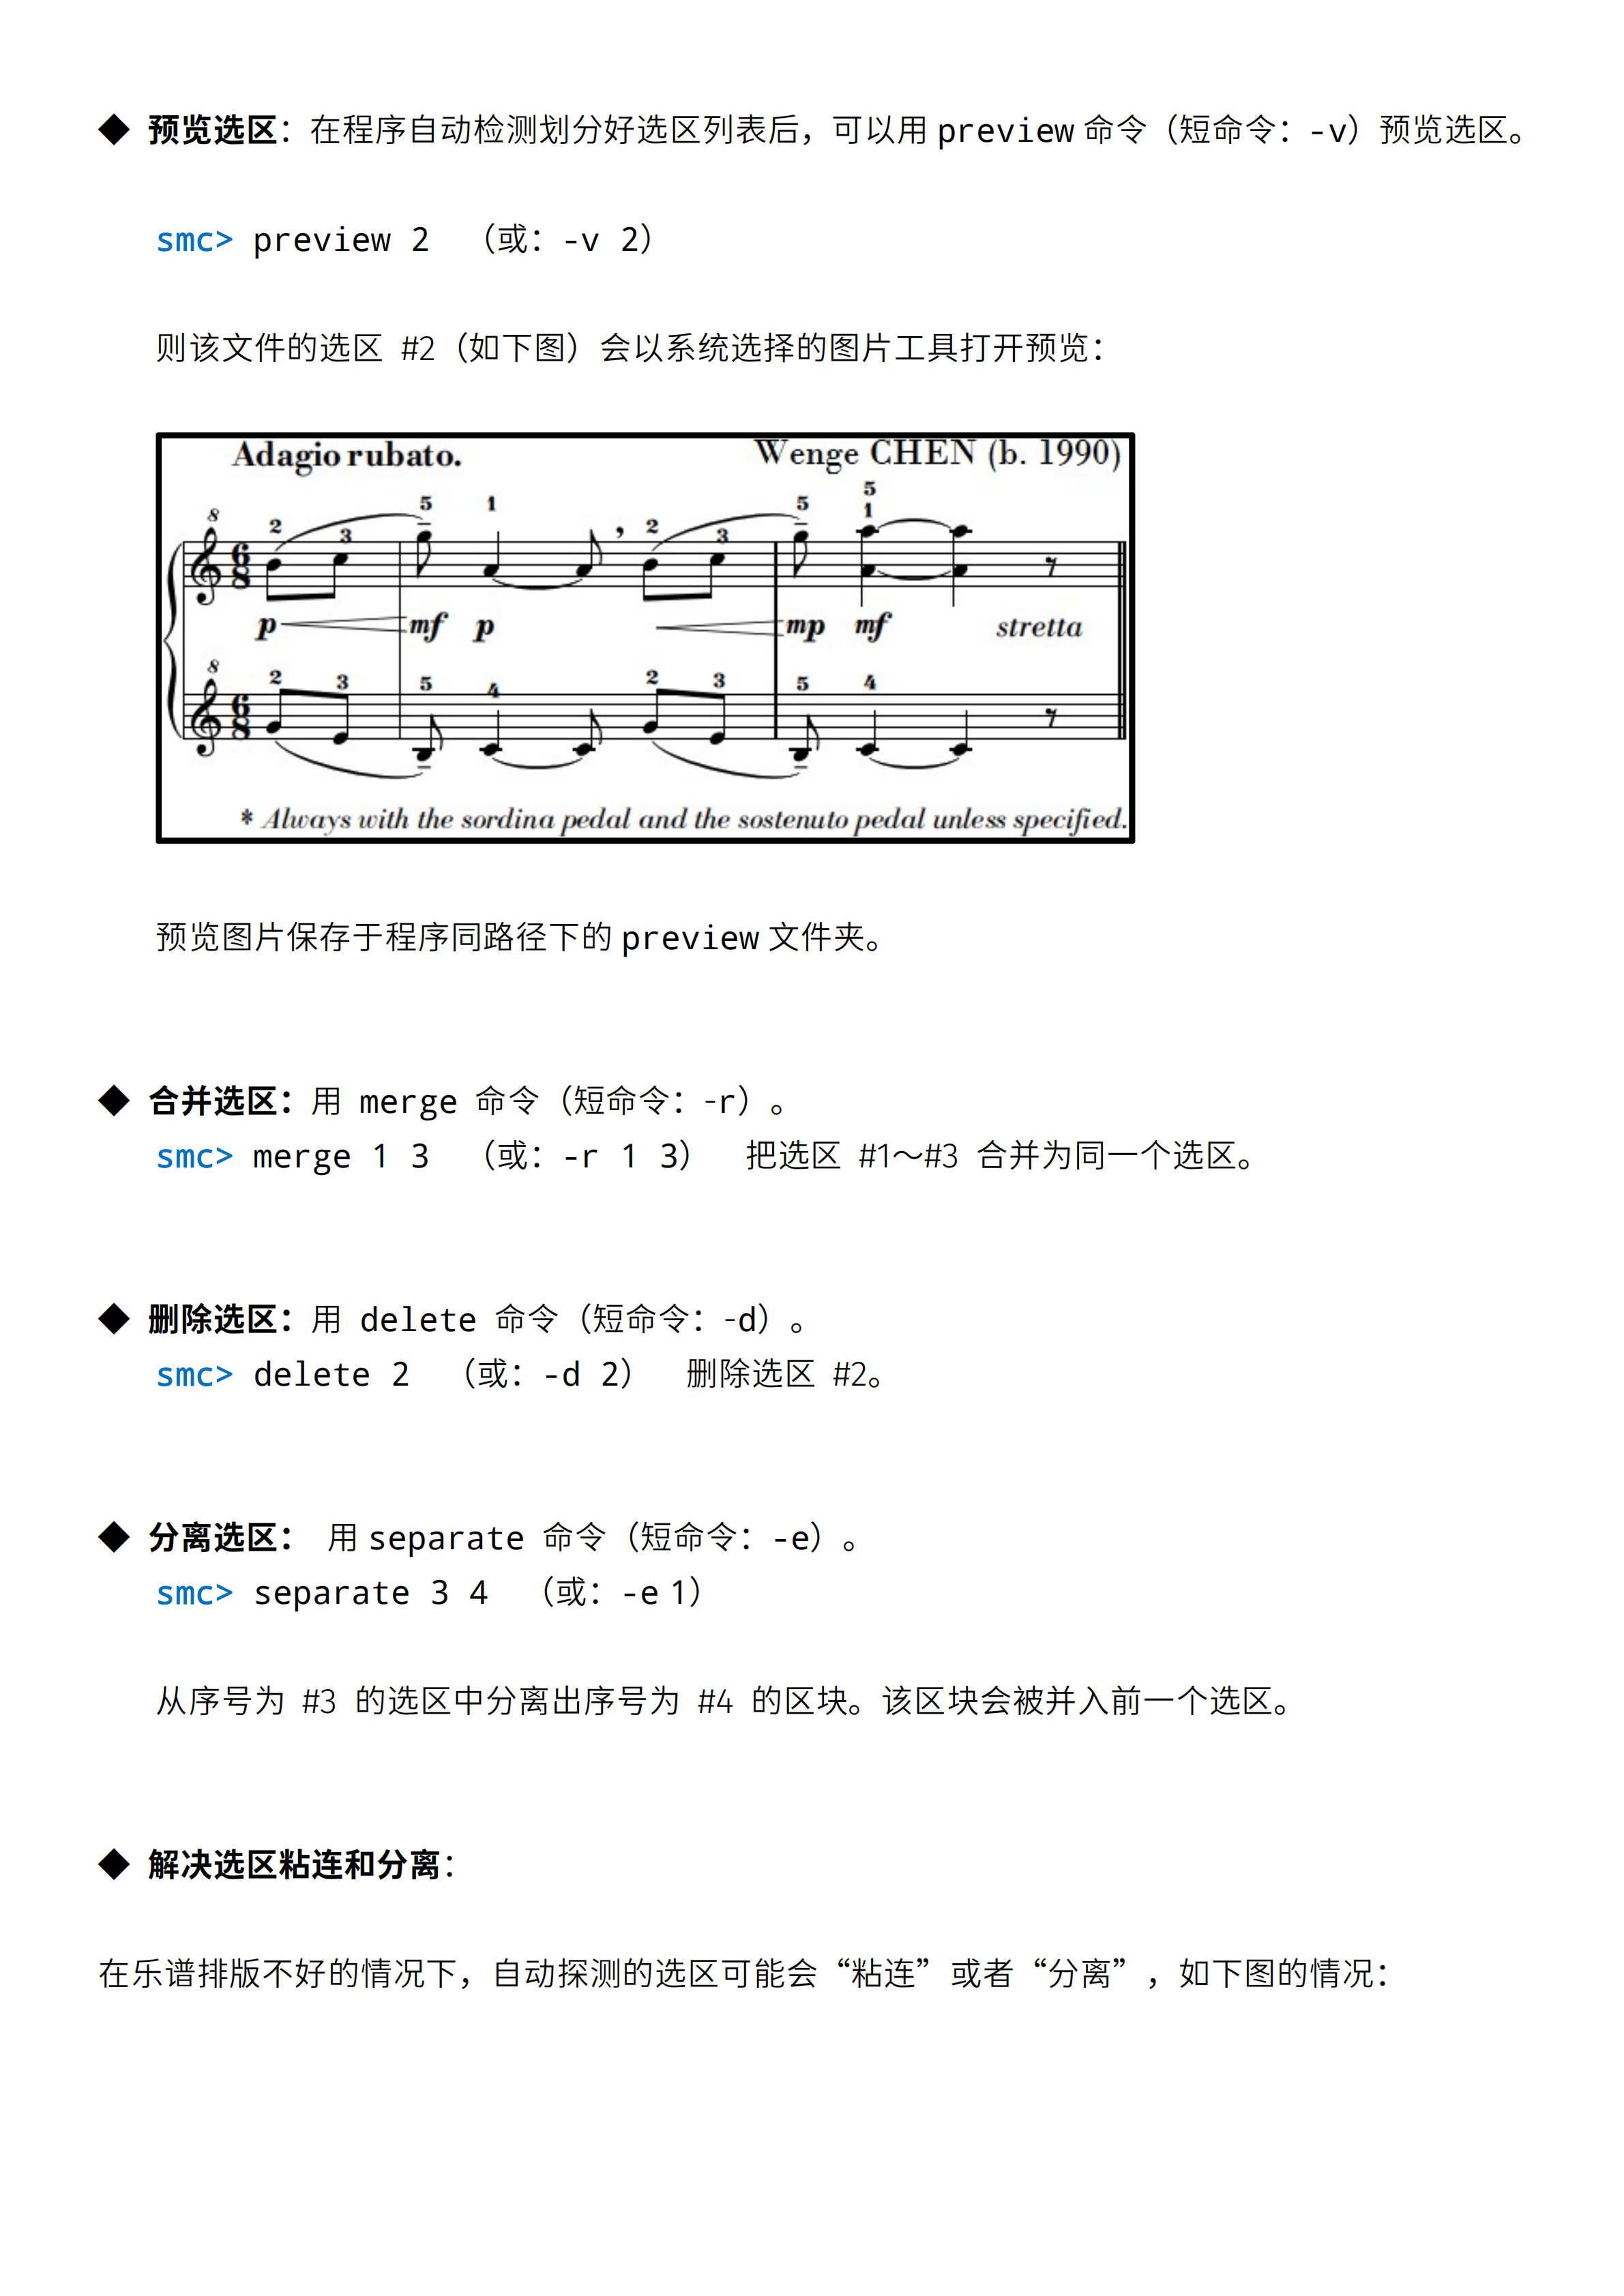 ◆ 预览选区：在程序自动检测划分好选区列表后，可以用 preview 命令（短命令：-v）预览选区。
smc> preview 2 （或：-v 2）
则该文件的选区 #2（如下图）会以系统选择的图片工具打开预览：
Adagio rubato. Wenge CHEN (b. 1990)
5
5 1 5 1
8 2 3 , 2 3
6
8
p mf p mp mf stretta
8 2 3 5 4 2 3 5 4
6
8
* Always with the sordina pedal and the sostenuto pedal unless specified.
预览图片保存于程序同路径下的 preview 文件夹。
◆ 合并选区：用 merge 命令（短命令：-r）。
smc> merge 1 3 （或：-r 1 3） 把选区 #1～#3 合并为同一个选区。
◆ 删除选区：用 delete 命令（短命令：-d）。
smc> delete 2 （或：-d 2） 删除选区 #2。
◆ 分离选区： 用 separate 命令（短命令：-e）。
smc> separate 3 4 （或：-e 1）
从序号为 #3 的选区中分离出序号为 #4 的区块。该区块会被并入前一个选区。
◆ 解决选区粘连和分离：
在乐谱排版不好的情况下，自动探测的选区可能会“粘连”或者“分离”，如下图的情况：